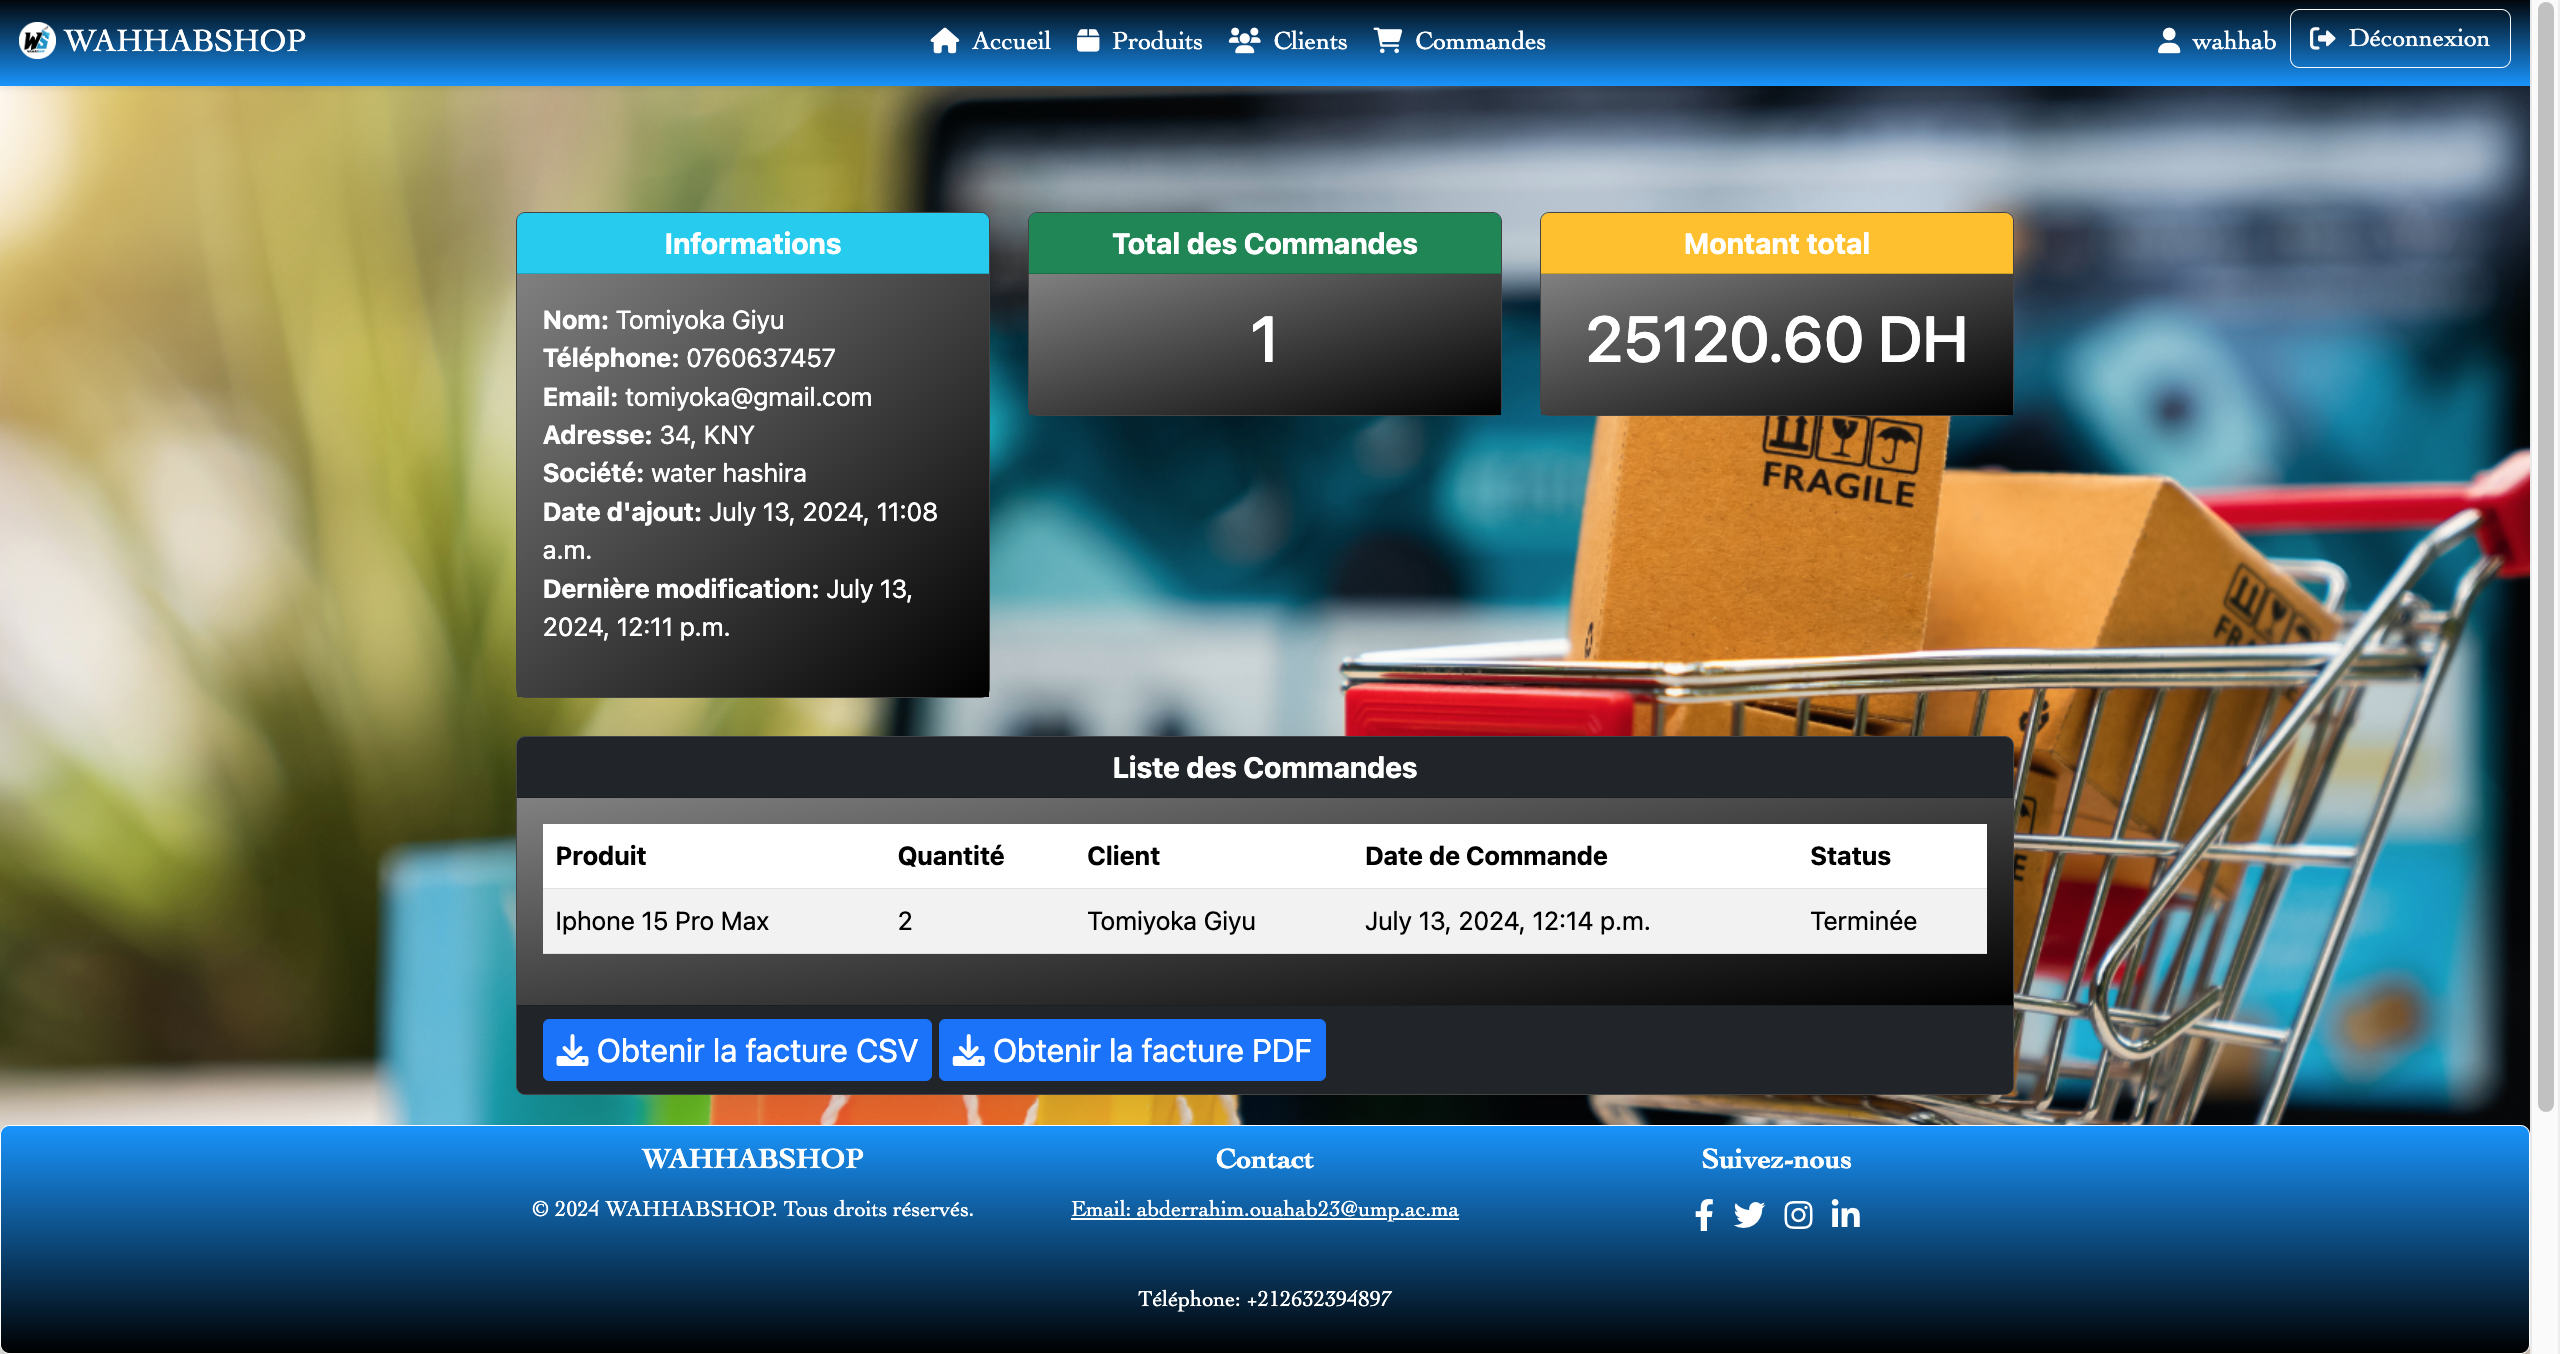 WAHHABSHOP
Accueil Produits Clients Commandes
wahhab Déconnexion
Informations
Nom: Tomiyoka Giyu
Téléphone: 0760637457
Email: tomiyoka@gmail.com
Adresse: 34, KNY
Société: water hashira
Date d'ajout: July 13, 2024, 11:08
a.m.
Dernière modification: July 13,
2024, 12:11 p.m.
Total des Commandes
1
Montant total
25120.60 DH
FRAGILE
Liste des Commandes
Produit Quantité Client Date de Commande Status
Iphone 15 Pro Max 2 Tomiyoka Giyu July 13, 2024, 12:14 p.m. Terminée
Obtenir la facture CSV Obtenir la facture PDF
WAHHABSHOP
© 2024 WAHHABSHOP. Tous droits réservés.
Contact
Email: abderrahim.ouahab23@ump.ac.ma
Téléphone: +212632394897
Suivez-nous